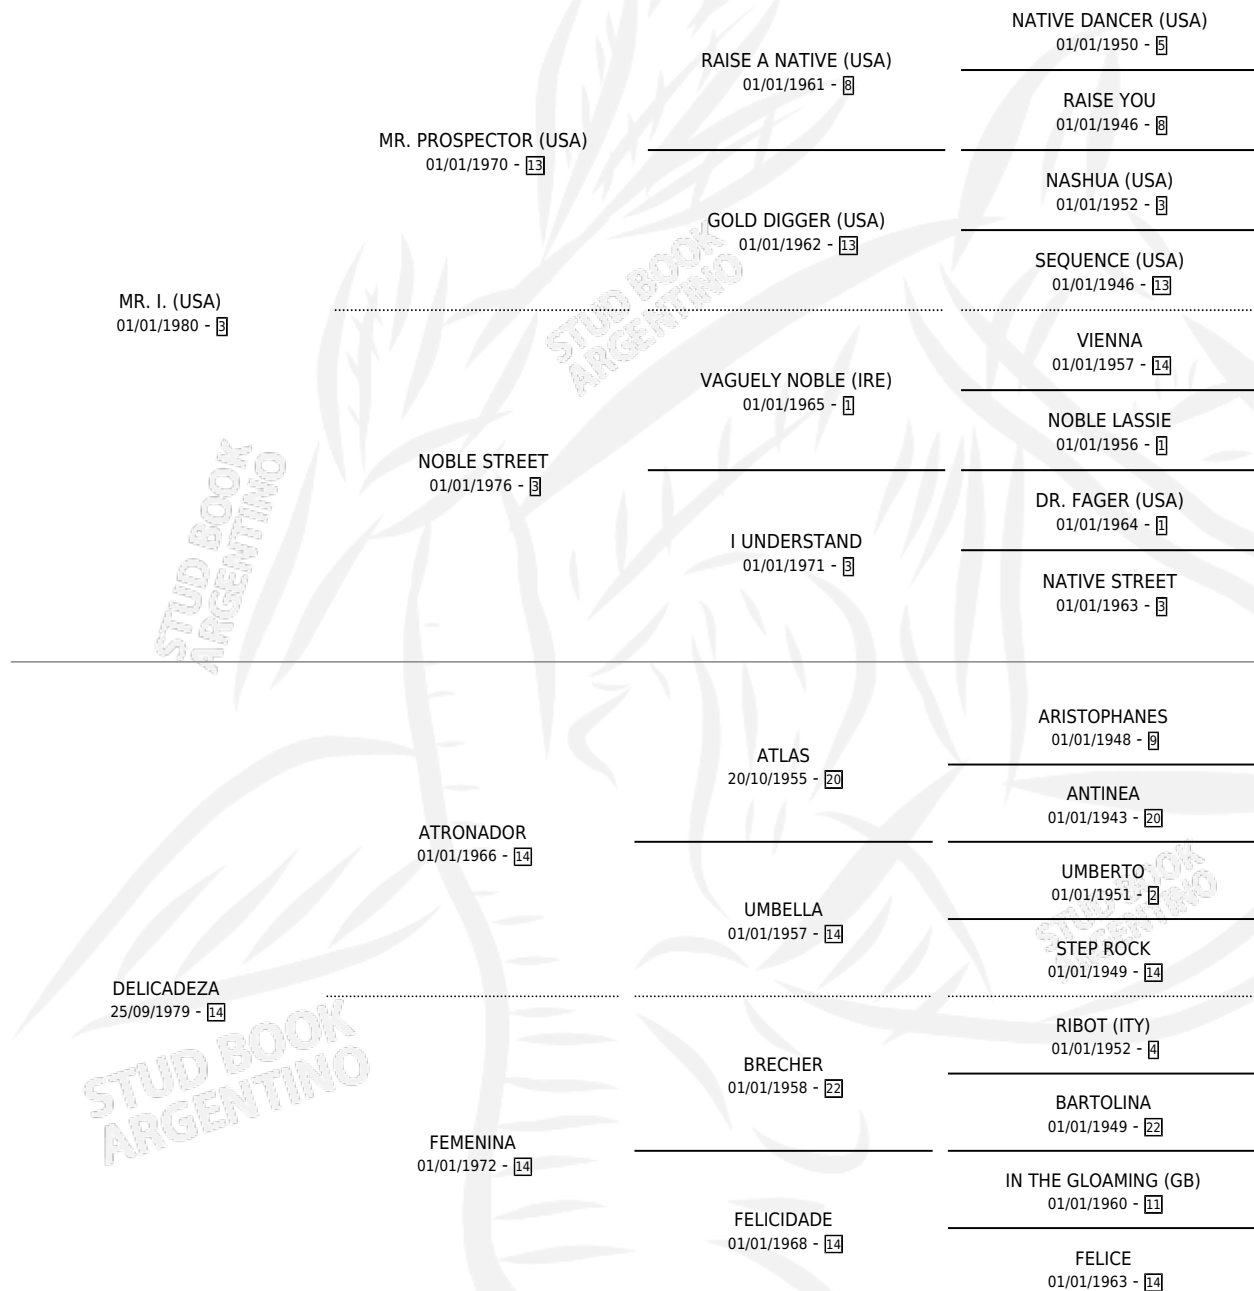 NATIVE DANCER (USA)
01/01/1950 - 5
RAISE A NATIVE (USA)
01/01/1961 - 8
RAISE YOU
01/01/1946 - 8
MR. PROSPECTOR (USA)
01/01/1970 - 13
NASHUA (USA)
01/01/1952 - 3
GOLD DIGGER (USA)
01/01/1962 - 13
SEQUENCE (USA)
01/01/1946 - 13
MR. I. (USA)
01/01/1980 - 3
VIENNA
01/01/1957 - 14
VAGUELY NOBLE (IRE)
01/01/1965 - 1
NOBLE LASSIE
01/01/1956 - 1
NOBLE STREET
01/01/1976 - 3
DR. FAGER (USA)
01/01/1964 - 1
I UNDERSTAND
01/01/1971 - 3
NATIVE STREET
01/01/1963 - 3
ARISTOPHANES
01/01/1948 - 9
ATLAS
20/10/1955 - 20
ANTINEA
01/01/1943 - 20
ATRONADOR
01/01/1966 - 14
UMBERTO
01/01/1951 - 2
UMBELLA
01/01/1957 - 14
STEP ROCK
01/01/1949 - 14
DELICADEZA
25/09/1979 - 14
RIBOT (ITY)
01/01/1952 - 4
BRECHER
01/01/1958 - 22
BARTOLINA
01/01/1949 - 22
FEMENINA
01/01/1972 - 14
IN THE GLOAMING (GB)
01/01/1960 - 11
FELICIDADE
01/01/1968 - 14
FELICE
01/01/1963 - 14
STUD BOOK
ARGENTINO
STUD BOOK
ARGENTINO
STUD BOOK
ARGENTINO
STUD BOOK
ARGENTINO